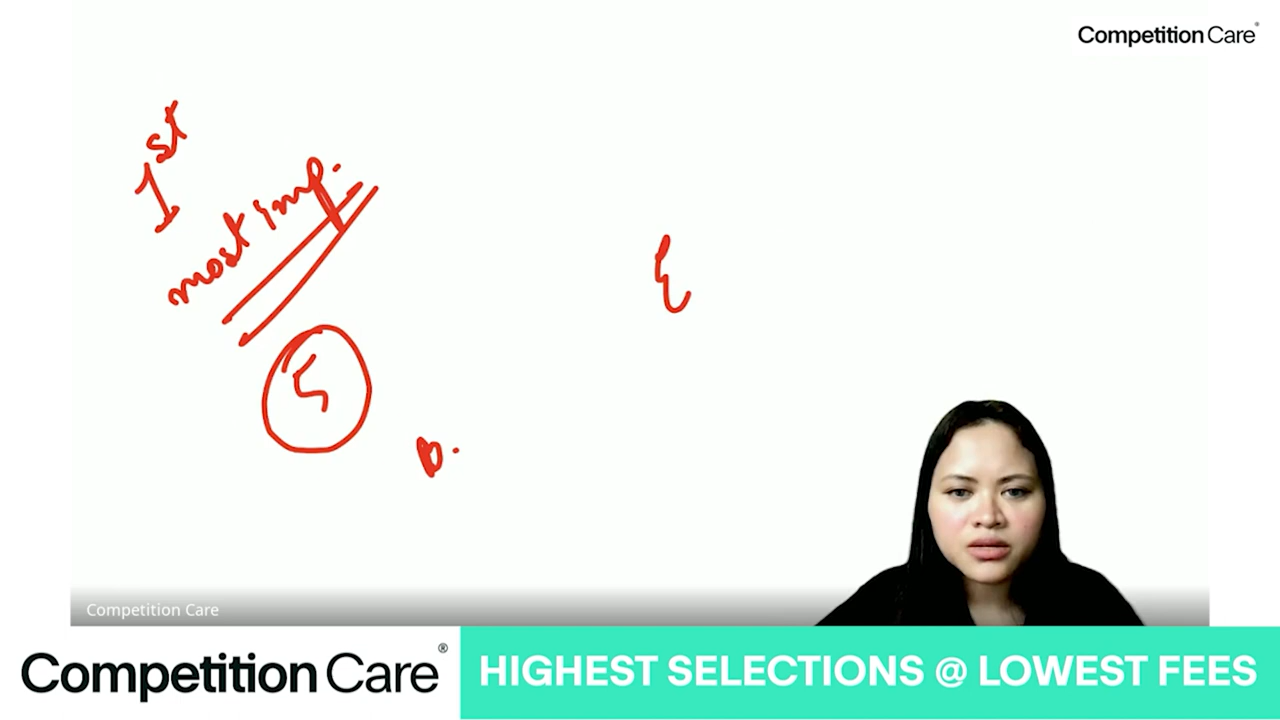 Competition Care®
1st
most imp.
5
Competition Care
Competition Care®
HIGHEST SELECTIONS @ LOWEST FEES